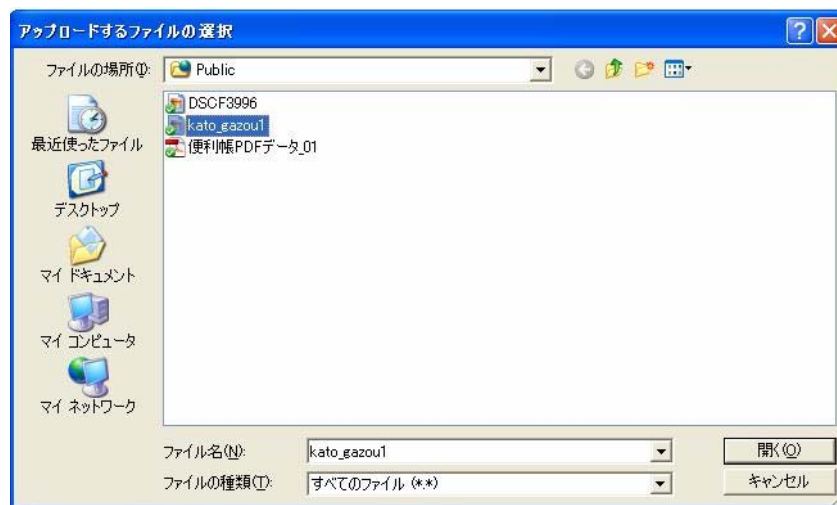 アップロードするファイルの選択
ファイルの場所(I):
Public
DSCF3996
kato_gazou1
便利帳PDFデータ_01
最近使ったファイル
デスクトップ
マイ ドキュメント
マイ コンピュータ
マイ ネットワーク
ファイル名(N):
kato_gazou1
開く(O)
ファイルの種類(T):
すべてのファイル (*.*)
キャンセル